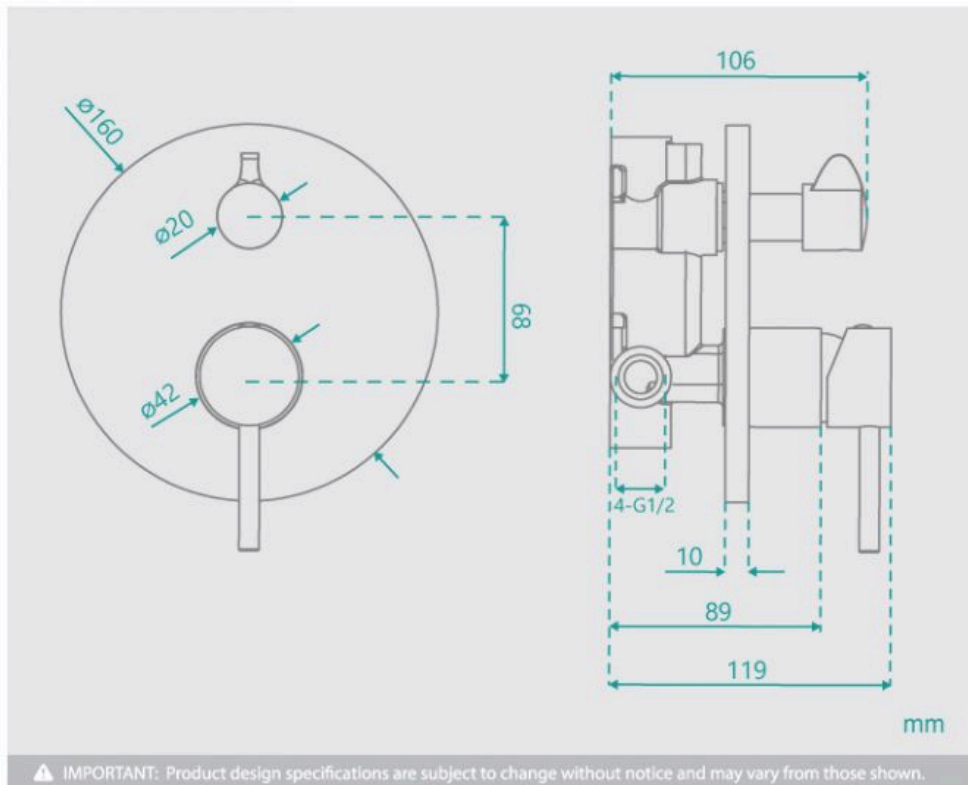 106
ø160
ø20
89
ø42
4-G1/2
10
89
119
mm
IMPORTANT: Product design specifications are subject to change without notice and may vary from those shown.